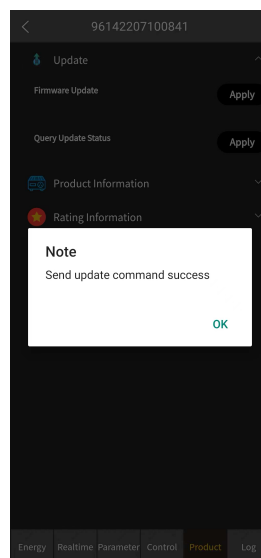 96142207100841
Update
Firmware Update
Apply
Query Update Status
Apply
Product Information
Rating Information
Note
Send update command success
OK
Energy Realtime Parameter Control Product Log